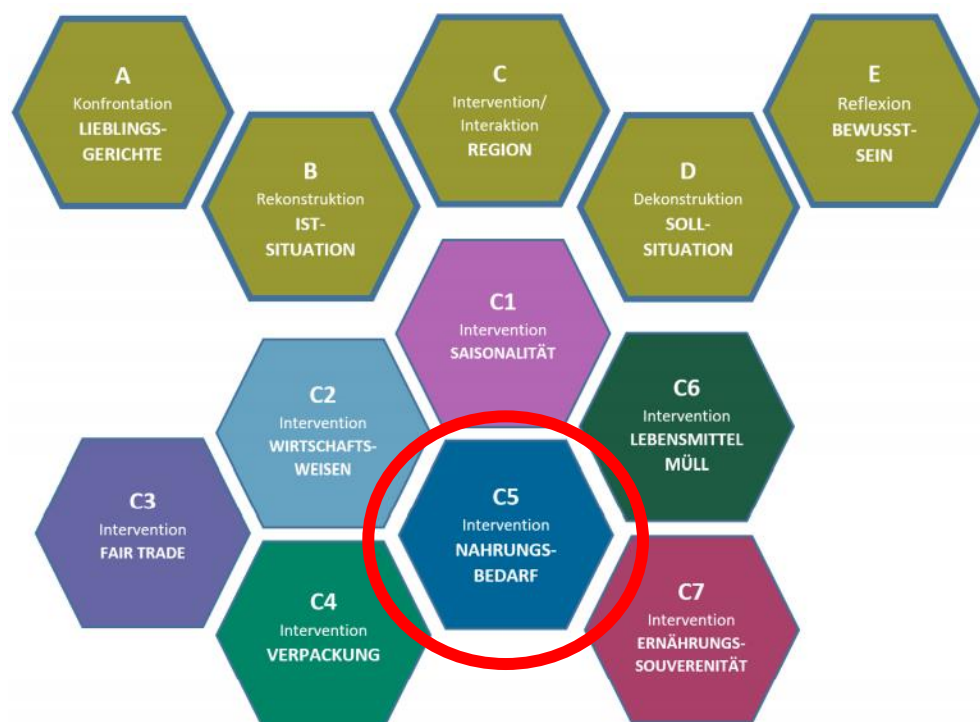 A
Konfrontation
LIEBLINGS-
GERICHTE
B
Rekonstruktion
IST-
SITUATION
C
Intervention/
Interaktion
REGION
D
Dekonstruktion
SOLL-
SITUATION
E
Reflexion
BEWUSST-
SEIN
C1
Intervention
SAISONALITÄT
C2
Intervention
WIRTSCHAFTS-
WEISEN
C3
Intervention
FAIR TRADE
C4
Intervention
VERPACKUNG
C5
Intervention
NAHRUNGS-
BEDARF
C6
Intervention
LEBENSMITTEL
MÜLL
C7
Intervention
ERNÄHRUNGS-
SOUVERENITÄT